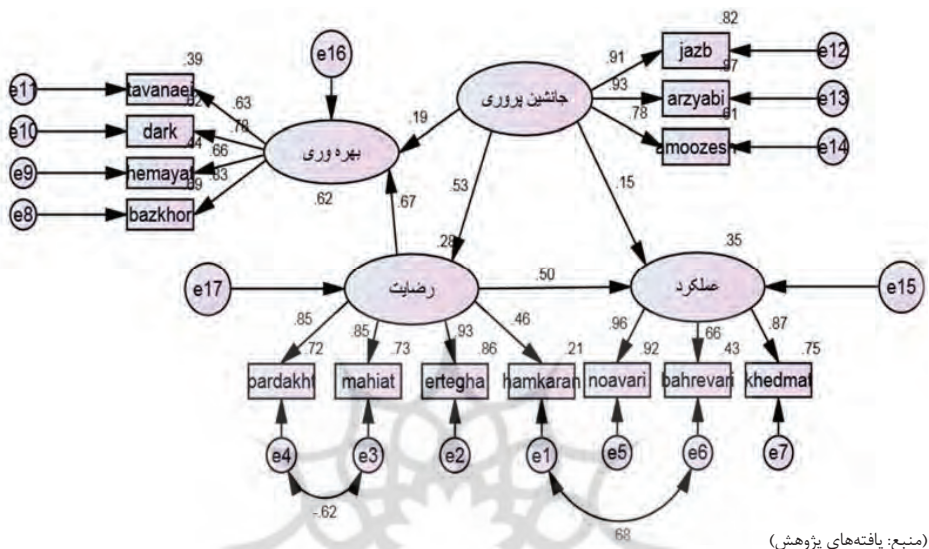 e16
.82
.39
.91
jazb
e12
e11
tavanaei
جانشین پروری
.93
.87
.63
arzyabi
e13
.19
.78
.61
e10
dark
.78
بهره وری
e14
.44
.66
e9
hemayat
.83
.53
.15
e8
bazkhor
.62
.67
.28
.35
e17
رضایت
.50
عملکرد
e15
.85
.85
.93
.46
.96
.66
.87
.72
.73
.86
.21
.92
.43
.75
pardakht
mahiat
ertegha
hamkaran
noavari
bahrevari
khedmat
e4
e3
e2
e1
e5
e6
e7
-.62
68
(منبع: یافته‌های پژوهش)